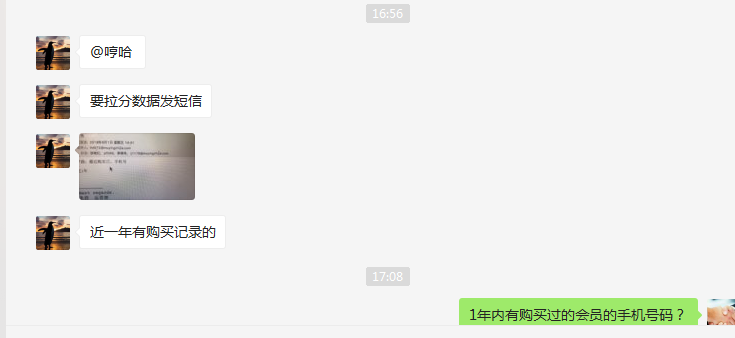 16:56
@哼哈
要拉分数据发短信
近一年有购买记录的
17:08
1年内有购买过的会员的手机号码？